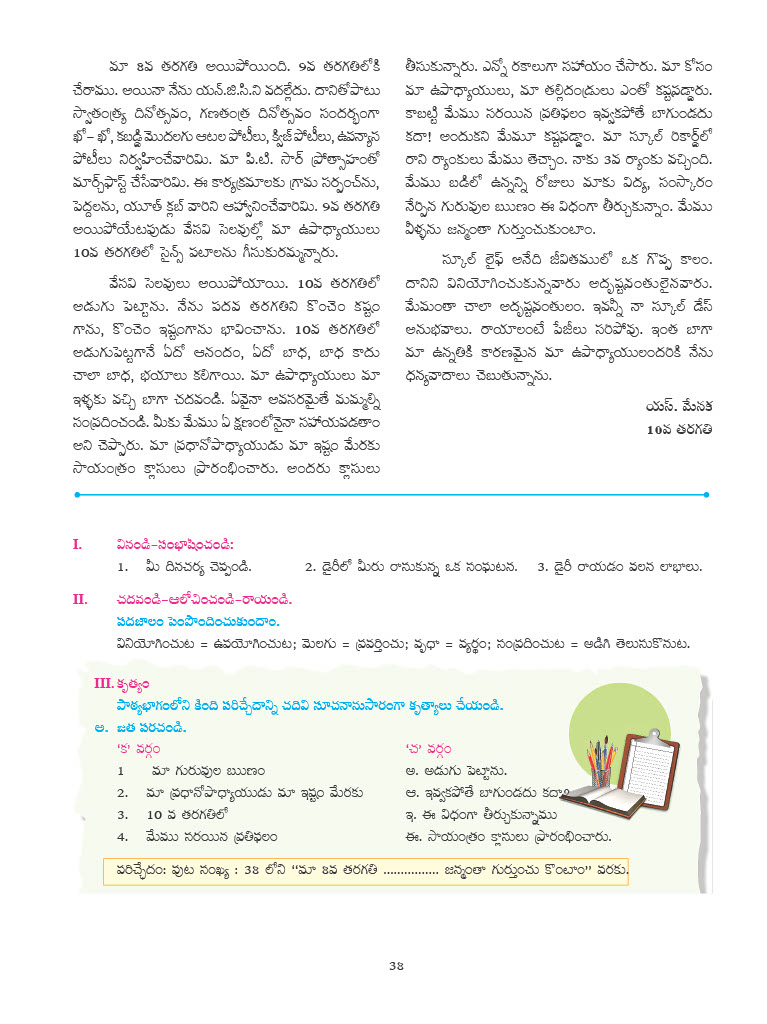 మా 8వ తరగతి అయిపోయింది. 9వ తరగతిలోకి
చేరాము. అయినా నేను యన్.జి.సి.ని వదల్లేదు. దానితోపాటు
స్వాతంత్ర్య దినోత్సవం, గణతంత్ర దినోత్సవం సందర్భంగా
ఖో– ఖో, కబడ్డి మొదలగు ఆటల పోటీలు, క్విజ్ పోటీలు, ఉపన్యాస
పోటీలు నిర్వహించేవారిమి. మా పి.టి. సార్ ప్రోత్సాహంతో
మార్చ్‌ఫాస్ట్ చేసేవారిమి. ఈ కార్యక్రమాలకు గ్రామ సర్పంచ్‌ను,
పెద్దలను, యూత్ క్లబ్ వారిని ఆహ్వానించేవారిమి. 9వ తరగతి
అయిపోయేటపుడు వేసవి సెలవుల్లో మా ఉపాధ్యాయులు
10వ తరగతిలో సైన్స్ పటాలను గీసుకురమ్మన్నారు.
వేసవి సెలవులు అయిపోయాయి. 10వ తరగతిలో
అడుగు పెట్టాను. నేను పదవ తరగతిని కొంచెం కష్టం
గాను, కొంచెం ఇష్టంగాను భావించాను. 10వ తరగతిలో
అడుగుపెట్టగానే ఏదో ఆనందం, ఏదో బాధ, బాధ కాదు
చాలా బాధ, భయాలు కలిగాయి. మా ఉపాధ్యాయులు మా
ఇళ్ళకు వచ్చి బాగా చదవండి. ఏవైనా అవసరమైతే మమ్మల్ని
సంప్రదించండి. మీకు మేము ఏ క్షణంలోనైనా సహాయపడతాం
అని చెప్పారు. మా ప్రధానోపాధ్యాయుడు మా ఇష్టం మేరకు
సాయంత్రం క్లాసులు ప్రారంభించారు. అందరు క్లాసులు
తీసుకున్నారు. ఎన్నో రకాలుగా సహాయం చేసారు. మా కోసం
మా ఉపాధ్యాయులు, మా తల్లిదండ్రులు ఎంతో కష్టపడ్డారు.
కాబట్టి మేము సరయిన ప్రతిఫలం ఇవ్వకపోతే బాగుండదు
కదా! అందుకని మేమూ కష్టపడ్డాం. మా స్కూల్ రికార్డ్‌లో
రాని ర్యాంకులు మేము తెచ్చాం. నాకు 3వ ర్యాంకు వచ్చింది.
మేము బడిలో ఉన్నన్ని రోజులు మాకు విద్య, సంస్కారం
నేర్పిన గురువుల ఋణం ఈ విధంగా తీర్చుకున్నాం. మేము
వీళ్ళను జన్మంతా గుర్తుంచుకుంటాం.
స్కూల్ లైఫ్ అనేది జీవితములో ఒక గొప్ప కాలం.
దానిని వినియోగించుకున్నవారు అదృష్టవంతులైనవారు.
మేమంతా చాలా అదృష్టవంతులం. ఇవన్నీ నా స్కూల్ డేస్
అనుభవాలు. రాయాలంటే పేజీలు సరిపోవు. ఇంత బాగా
మా ఉన్నతికి కారణమైన మా ఉపాధ్యాయులందరికి నేను
ధన్యవాదాలు చెబుతున్నాను.
యస్. మేనక
10వ తరగతి
I. వినండి–సంభాషించండి:
1. మీ దినచర్య చెప్పండి. 2. డైరీలో మీరు రాసుకున్న ఒక సంఘటన. 3. డైరీ రాయడం వలన లాభాలు.
II. చదవండి–ఆలోచించండి–రాయండి.
పదజాలం పెంపొందించుకుందాం.
వినియోగించుట = ఉపయోగించుట; మెలగు = ప్రవర్తించు; వృధా = వ్యర్థం; సంప్రదించుట = అడిగి తెలుసుకొనుట.
III. కృత్యం
పాఠ్యభాగంలోని కింది పరిచ్ఛేదాన్ని చదివి సూచనానుసారంగా కృత్యాలు చేయండి.
అ. జత పరచండి.
'క' వర్గం 'చ' వర్గం
1 మా గురువుల ఋణం అ. అడుగు పెట్టాను.
2. మా ప్రధానోపాధ్యాయుడు మా ఇష్టం మేరకు ఆ. ఇవ్వకపోతే బాగుండదు కదా?
3. 10 వ తరగతిలో ఇ. ఈ విధంగా తీర్చుకున్నాము
4. మేము సరయిన ప్రతిఫలం ఈ. సాయంత్రం క్లాసులు ప్రారంభించారు.
పరిచ్ఛేదం: పుట సంఖ్య : 38 లోని "మా 8వ తరగతి ............... జన్మంతా గుర్తుంచు కొంటాం" వరకు.
38